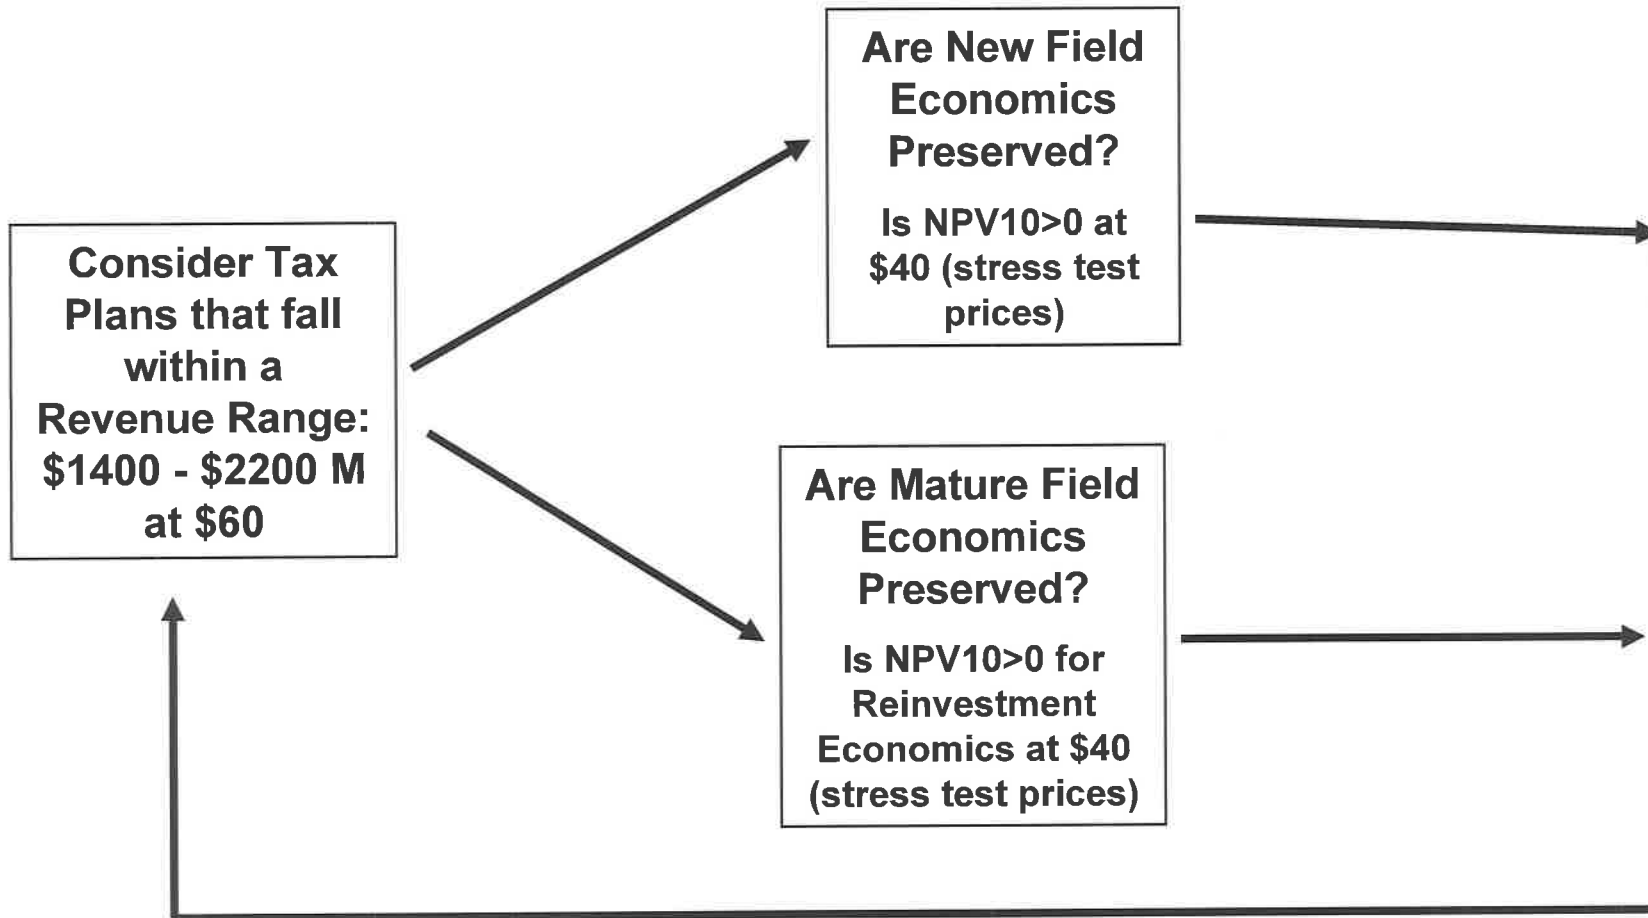 Are New Field
Economics
Preserved?
Is NPV10>0 at
$40 (stress test
prices)
Consider Tax
Plans that fall
within a
Revenue Range:
$1400 - $2200 M
at $60
Are Mature Field
Economics
Preserved?
Is NPV10>0 for
Reinvestment
Economics at $40
(stress test prices)